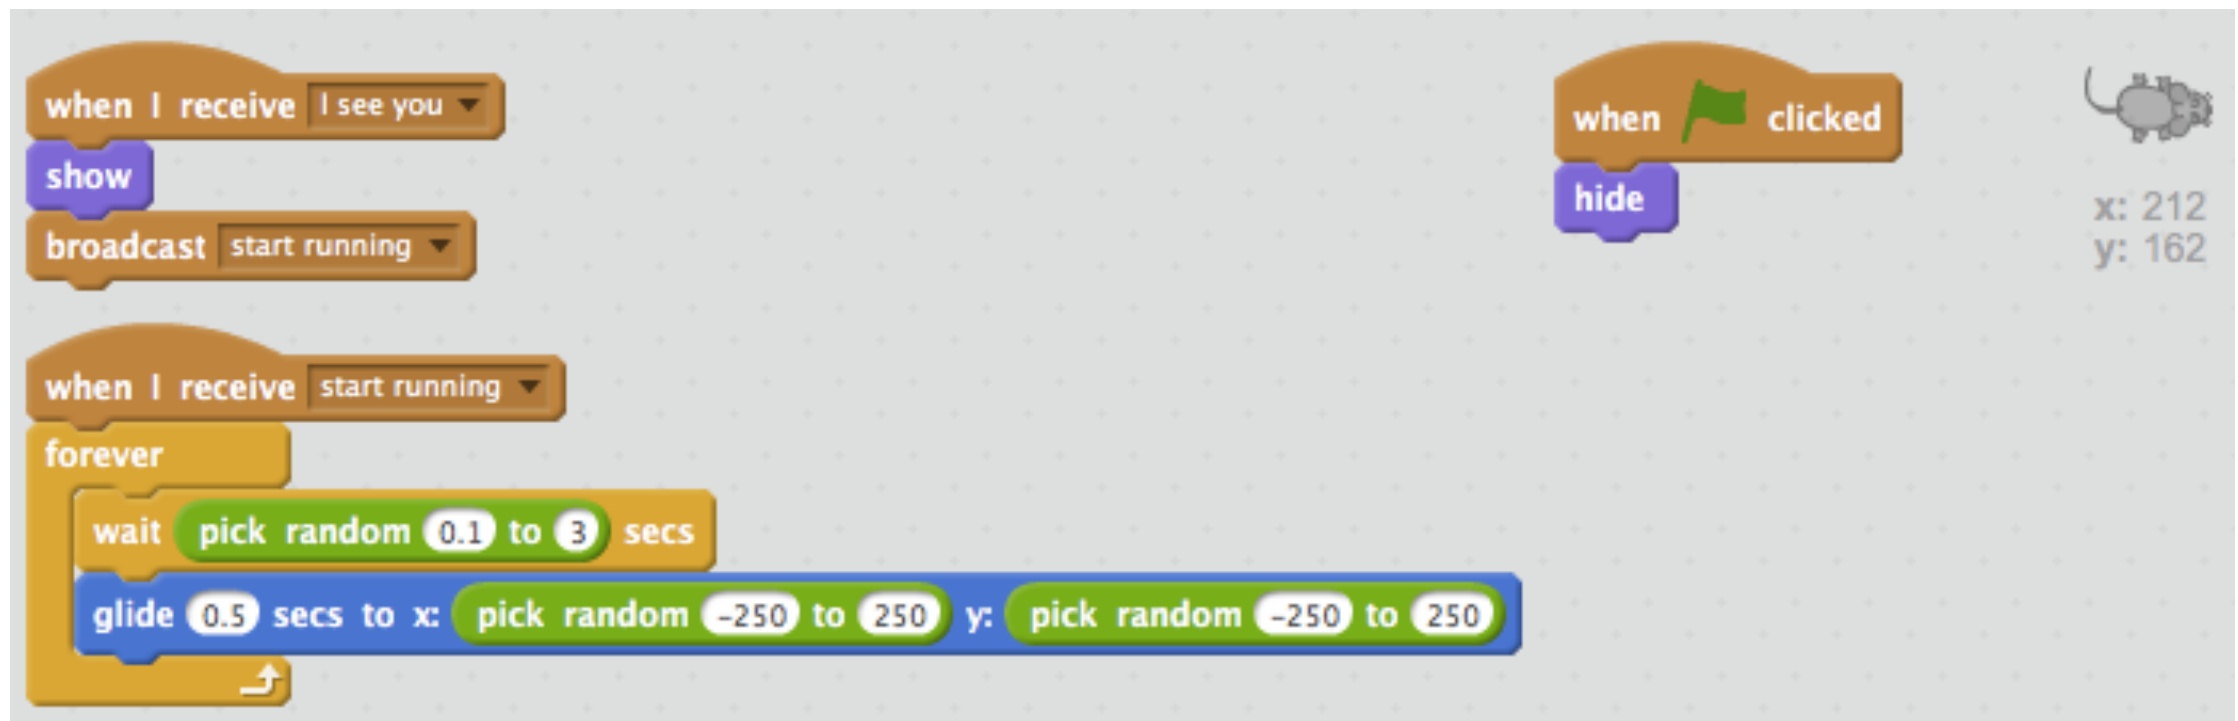 when I receive I see you
show
broadcast start running
when I receive start running
forever
wait pick random 0.1 to 3 secs
glide 0.5 secs to x: pick random -250 to 250 y: pick random -250 to 250
when clicked
hide
x: 212
y: 162